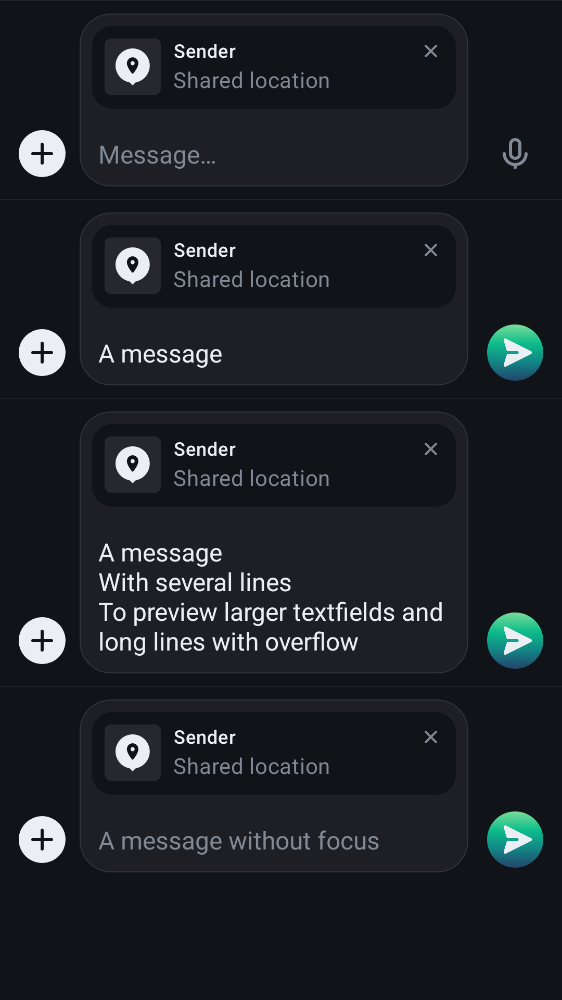 Sender
Shared location
Message…
Sender
Shared location
A message
Sender
Shared location
A message
With several lines
To preview larger textfields and
long lines with overflow
Sender
Shared location
A message without focus